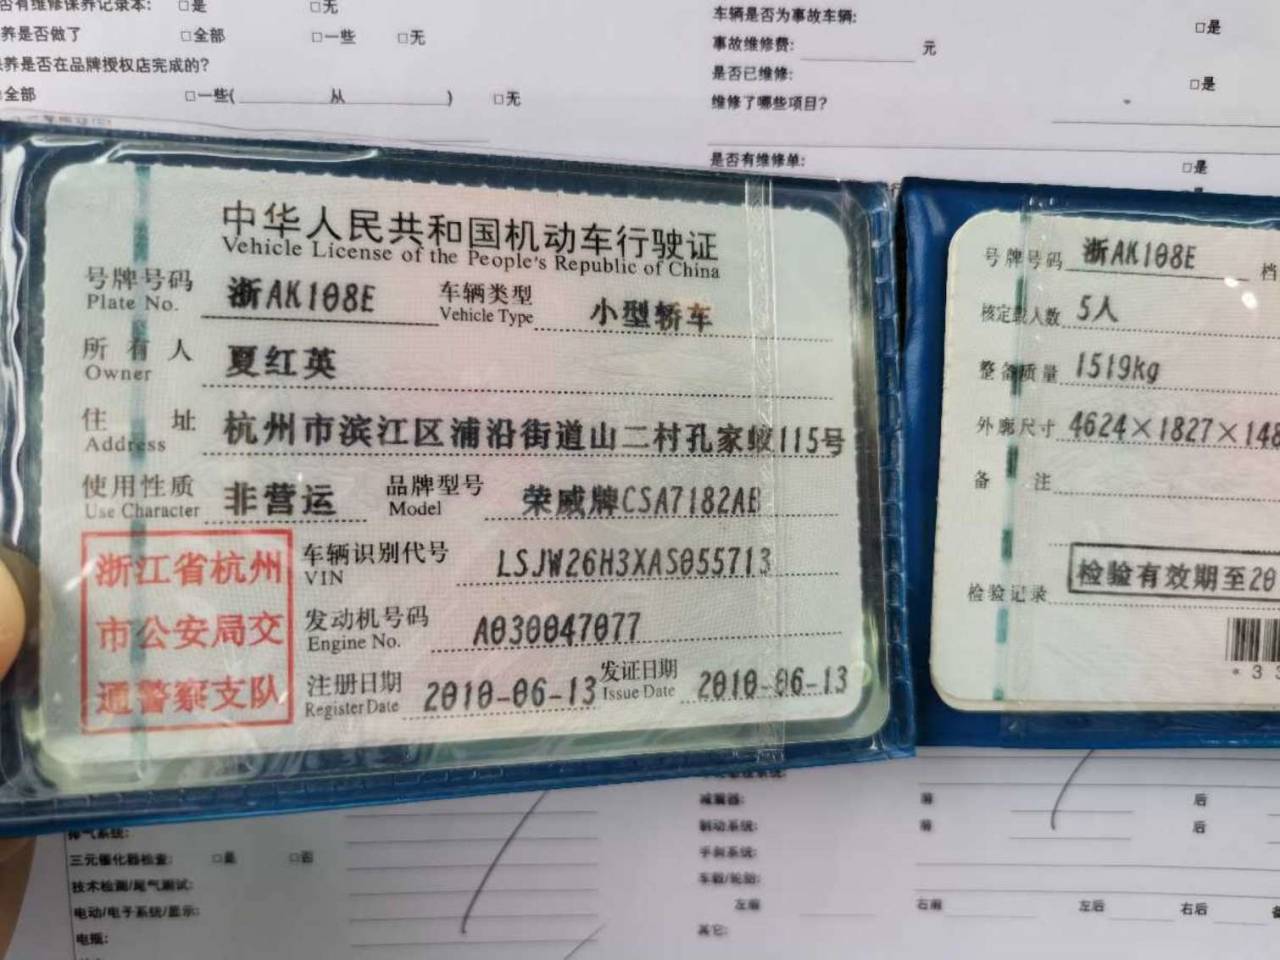 否有维修保养记录本: □是 □无
养是否做了 □全部 □一些 □无
养是否在品牌授权店完成的?
全部 □一些( 从 ) □无
车辆是否为事故车辆: □是
事故维修费: 元
是否已维修: □是
维修了哪些项目?
是否有维修单: □是
中华人民共和国机动车行驶证
Vehicle License of the People's Republic of China
号牌号码 浙AK108E 车辆类型 小型轿车
Plate No. Vehicle Type
所有人 夏红英
Owner
住址 杭州市滨江区浦沿街道山二村孔家埭115号
Address
使用性质 非营运 品牌型号 荣威牌CSA7182AB
Use Character Model
浙江省杭州
市公安局交
通警察支队
车辆识别代号 LSJW26H3XAS055713
VIN
发动机号码 A030047077
Engine No.
注册日期 2010-06-13 发证日期 2010-06-13
Register Date Issue Date
号牌号码 浙AK108E 档
核定载人数 5人
整备质量 1519kg
外廓尺寸 4624×1827×148
备注
检验有效期至20
检验记录
排气系统:
三元催化器检查: □是 □否
技术检测/尾气测试:
电动/电子系统/显示:
电瓶:
减震器: 前 后
制动系统: 前 后
手刹系统:
车毂/轮胎:
左前 右前 左后 右后 备
其它: